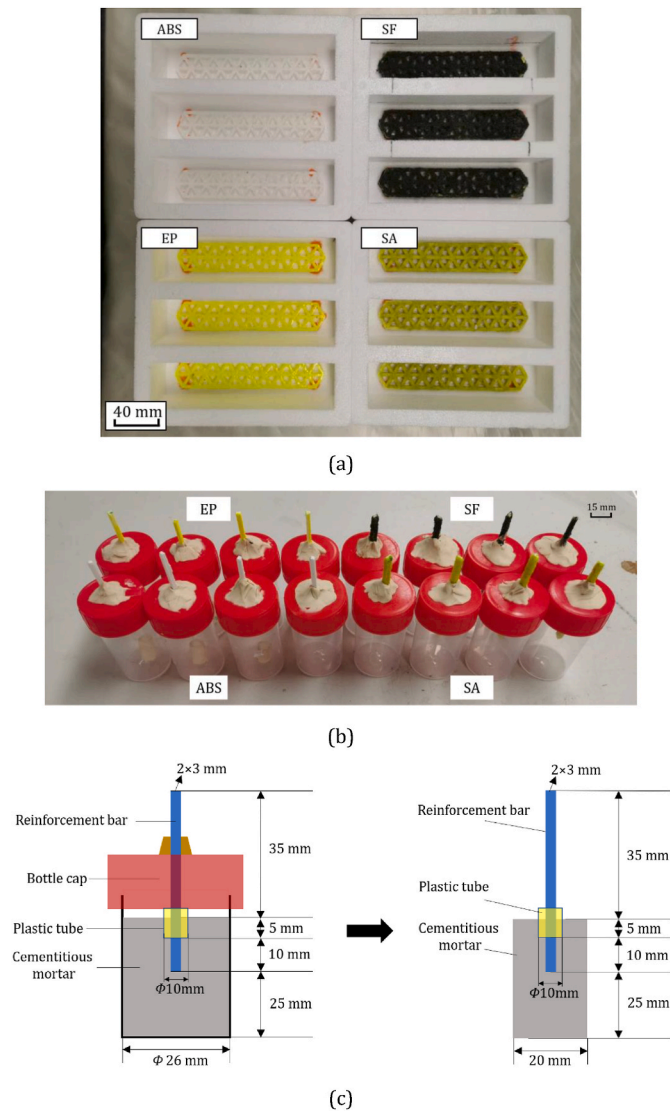 ABS
SF
EP
SA
40 mm
(a)
EP
SF
15 mm
ABS
SA
(b)
2×3 mm
Reinforcement bar
35 mm
Bottle cap
Plastic tube
5 mm
Cementitious
mortar
10 mm
Φ10mm
25 mm
Φ 26 mm
2×3 mm
Reinforcement bar
35 mm
Plastic tube
5 mm
Cementitious
mortar
10 mm
Φ10mm
25 mm
20 mm
(c)